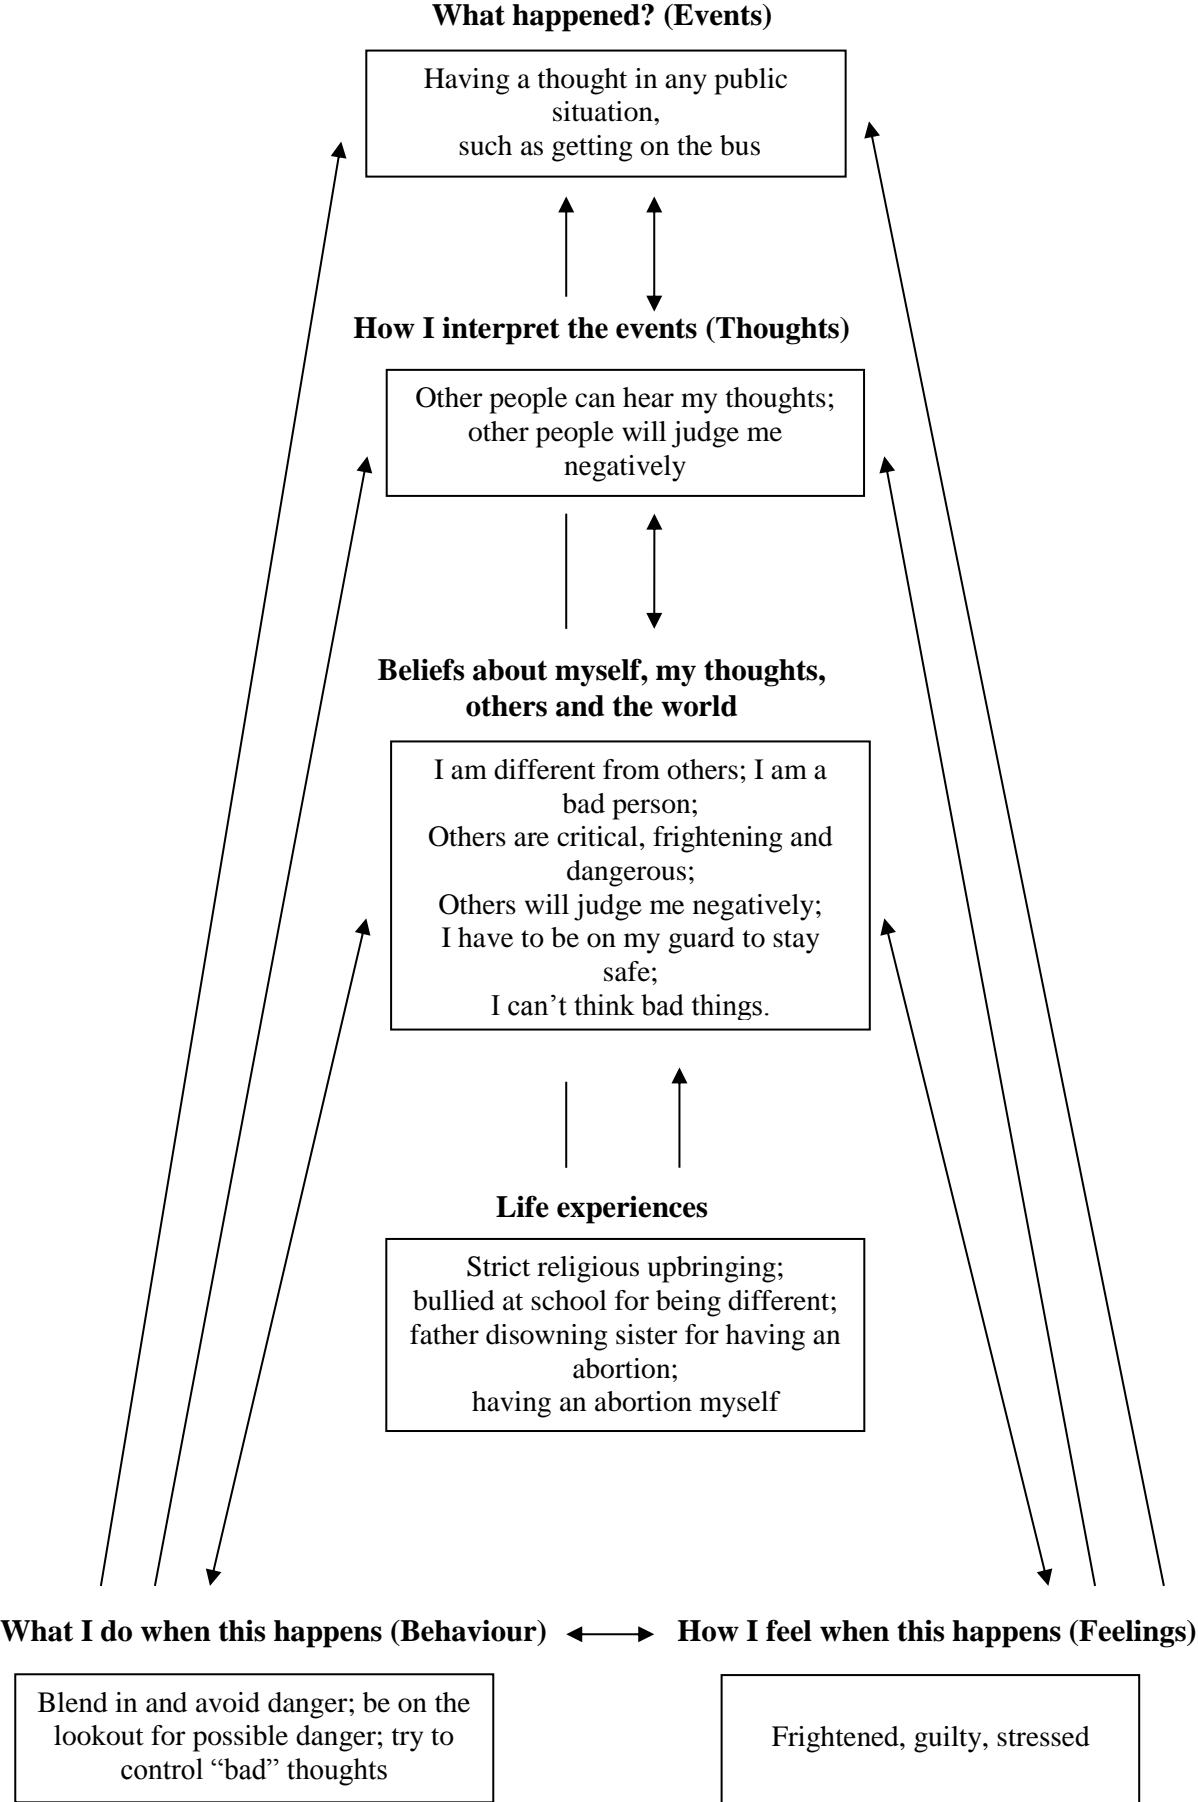 What happened? (Events)
Having a thought in any public
situation,
such as getting on the bus
How I interpret the events (Thoughts)
Other people can hear my thoughts;
other people will judge me
negatively
Beliefs about myself, my thoughts,
others and the world
I am different from others; I am a
bad person;
Others are critical, frightening and
dangerous;
Others will judge me negatively;
I have to be on my guard to stay
safe;
I can’t think bad things.
Life experiences
Strict religious upbringing;
bullied at school for being different;
father disowning sister for having an
abortion;
having an abortion myself
What I do when this happens (Behaviour)
Blend in and avoid danger; be on the
lookout for possible danger; try to
control “bad” thoughts
How I feel when this happens (Feelings)
Frightened, guilty, stressed